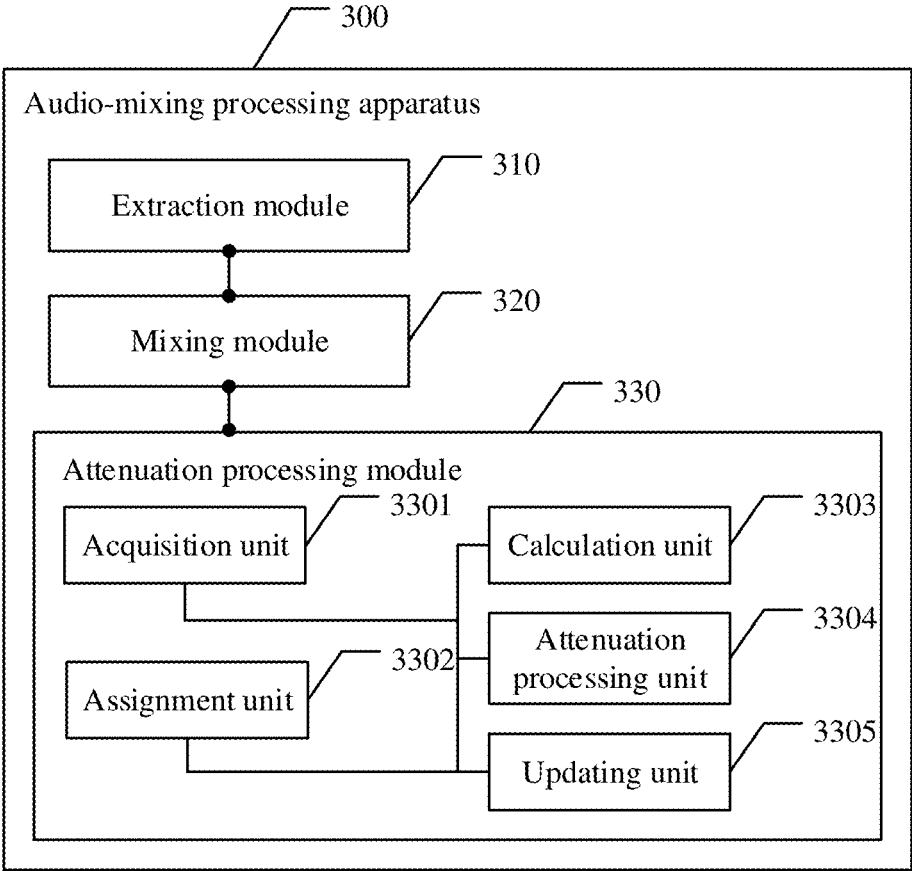 300
Audio-mixing processing apparatus
310
Extraction module
320
Mixing module
330
Attenuation processing module
3301
Acquisition unit
3303
Calculation unit
3302
Assignment unit
3304
Attenuation
processing unit
3305
Updating unit